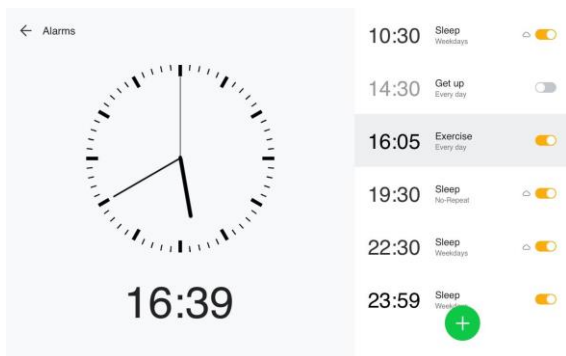 Alarms
16:39
10:30 Sleep
Weekdays
14:30 Get up
Every day
16:05 Exercise
Every day
19:30 Sleep
No-Repeat
22:30 Sleep
Weekdays
23:59 Sleep